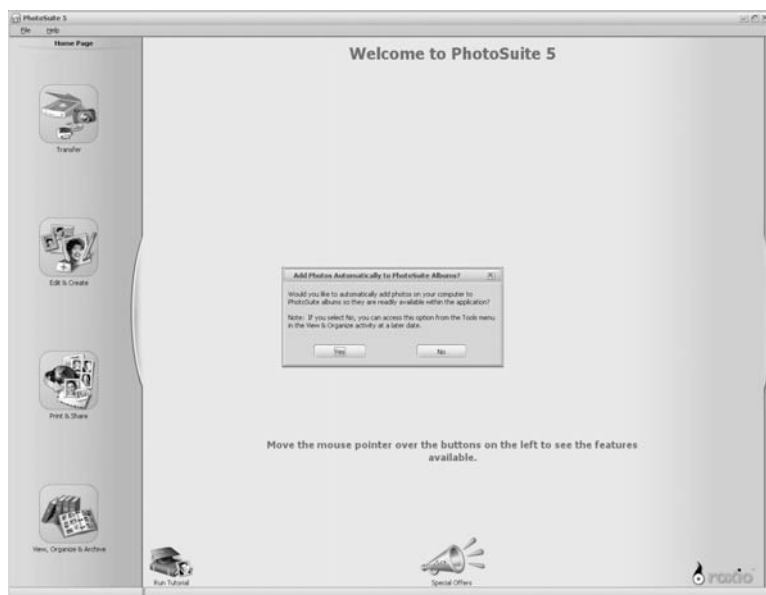 PhotoSuite 5
File Help
Home Page
Welcome to PhotoSuite 5
Transfer
Edit & Create
Add Photos Automatically to PhotoSuite Albums?
Would you like to automatically add photos on your computer to
PhotoSuite albums so they are readily available within the application?
Note: If you select No, you can access this option from the Tools menu
in the View & Organize activity at a later date.
Yes No
Print & Share
Move the mouse pointer over the buttons on the left to see the features
available.
View, Organize & Archive
Run Tutorial
Special Offers
roxio